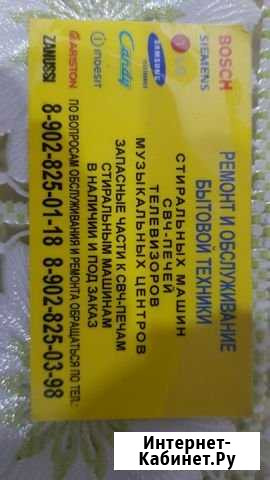 РЕМОНТ И ОБСЛУЖИВАНИЕ
БЫТОВОЙ ТЕХНИКИ
BOSCH
SIEMENS
LG
SAMSUNG
Candy
indesit
ARISTON
ZANUSSI
СТИРАЛЬНЫХ МАШИН
СВЧ-ПЕЧЕЙ
ТЕЛЕВИЗОРОВ
МУЗЫКАЛЬНЫХ ЦЕНТРОВ
ЗАПАСНЫЕ ЧАСТИ К СВЧ-ПЕЧАМ
СТИРАЛЬНЫМ МАШИНАМ
В НАЛИЧИИ И ПОД ЗАКАЗ
ПО ВОПРОСАМ ОБСЛУЖИВАНИЯ И РЕМОНТА ОБРАЩАТЬСЯ ПО ТЕЛ.:
8-902-825-01-18 8-902-825-03-98
Интернет-
Кабинет.Ру